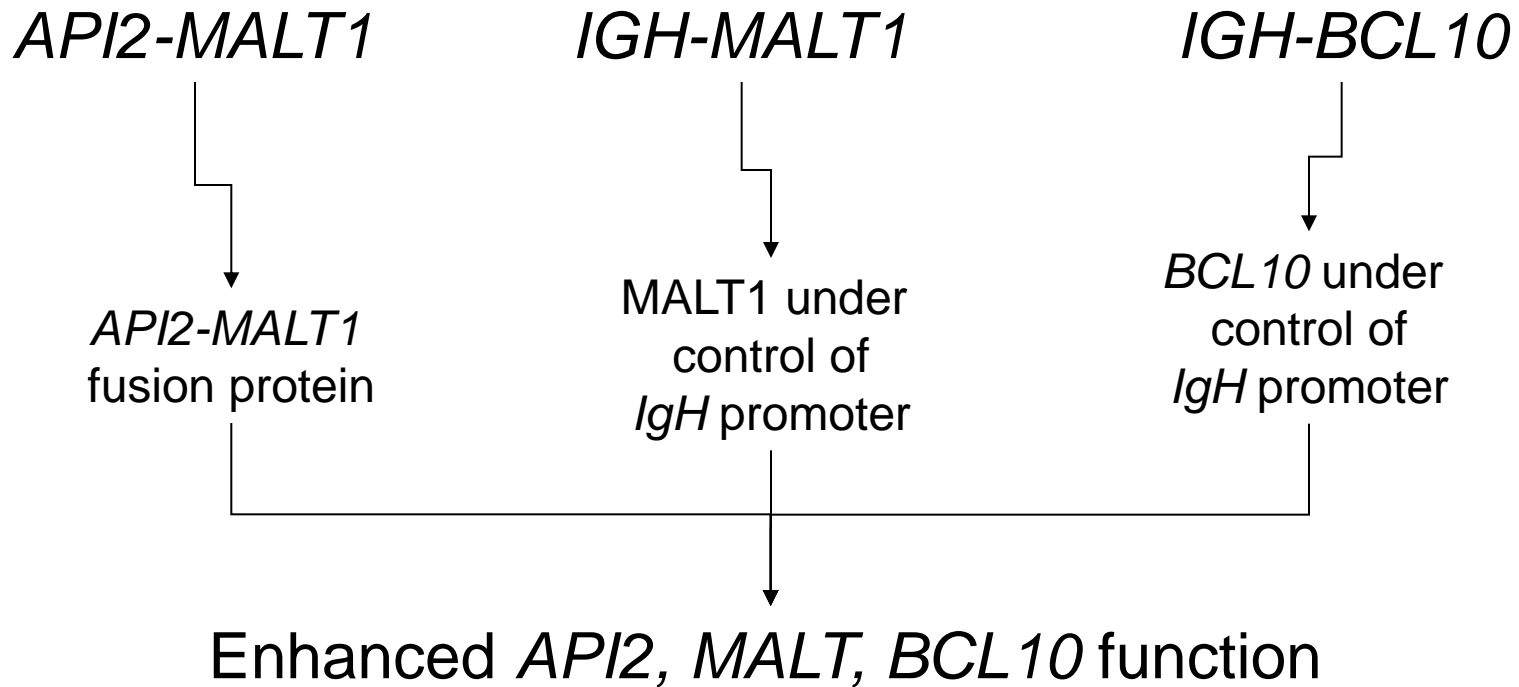 API2-MALT1
IGH-MALT1
IGH-BCL10
API2-MALT1
fusion protein
MALT1 under
control of
IgH promoter
BCL10 under
control of
IgH promoter
Enhanced API2, MALT, BCL10 function